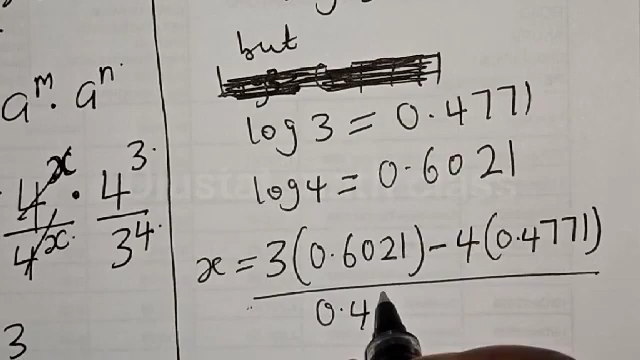 a^m · a^n
4^x · 4^3
4^x 3^4
3
but
log 3 = 0.4771
log 4 = 0.6021
x = 3(0.6021) - 4(0.4771)
0.4